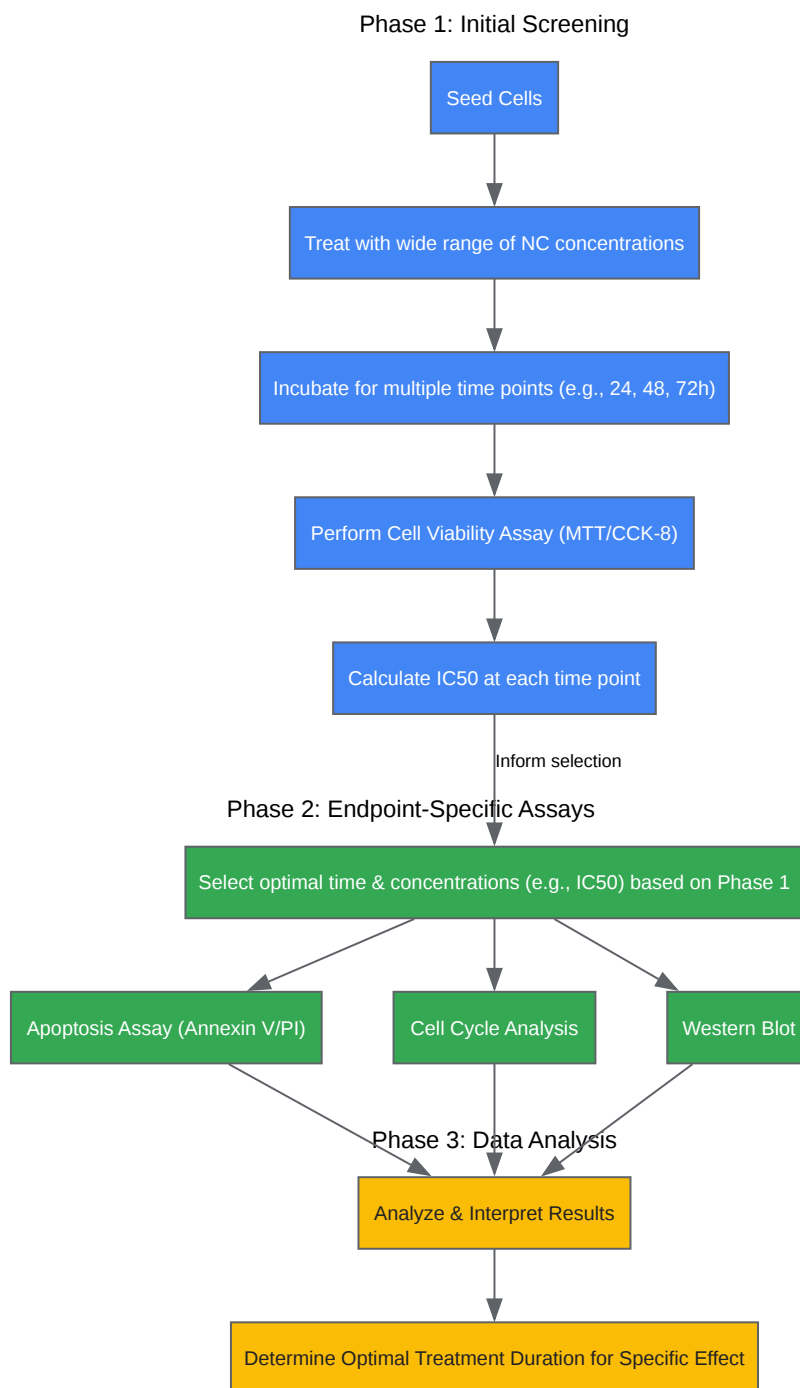 Phase 1: Initial Screening
Seed Cells
Treat with wide range of NC concentrations
Incubate for multiple time points (e.g., 24, 48, 72h)
Perform Cell Viability Assay (MTT/CCK-8)
Calculate IC50 at each time point
Inform selection
Phase 2: Endpoint-Specific Assays
Select optimal time & concentrations (e.g., IC50) based on Phase 1
Apoptosis Assay (Annexin V/PI)
Cell Cycle Analysis
Western Blot
Phase 3: Data Analysis
Analyze & Interpret Results
Determine Optimal Treatment Duration for Specific Effect